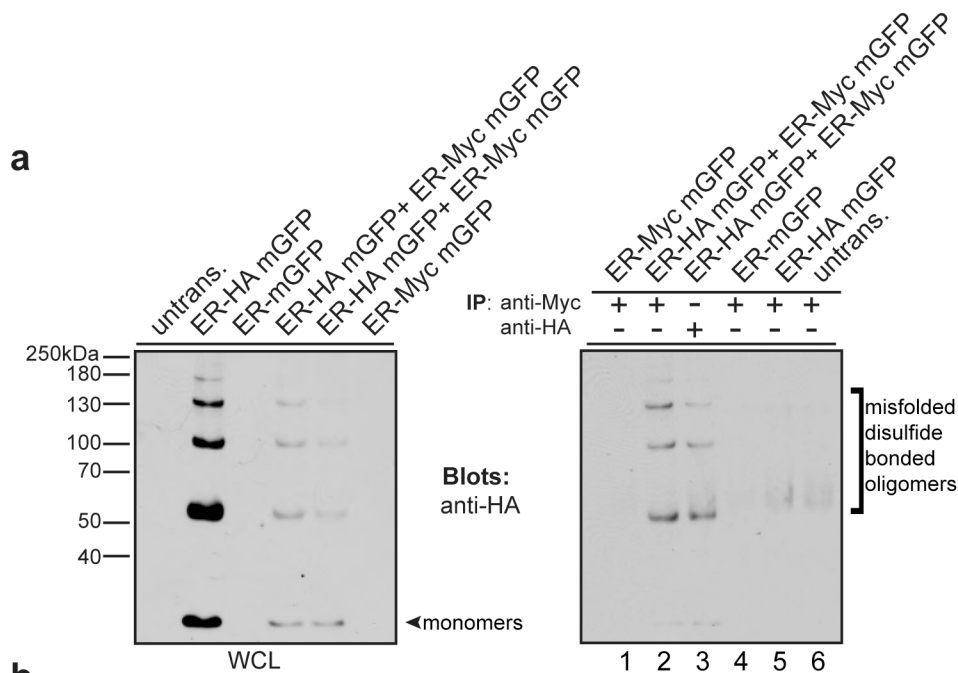 a
untrans.
ER-HA mGFP
ER-mGFP
ER-HA mGFP+ ER-Myc mGFP
ER-HA mGFP+ ER-Myc mGFP
ER-Myc mGFP
250kDa
180
130
100
70
50
40
monomers
WCL
Blots:
anti-HA
ER-Myc mGFP
ER-HA mGFP+ ER-Myc mGFP
ER-HA mGFP+ ER-Myc mGFP
ER-mGFP
ER-HA mGFP
untrans.
IP: anti-Myc + + - + + +
anti-HA - - + - - -
misfolded
disulfide
bonded
oligomers
1 2 3 4 5 6